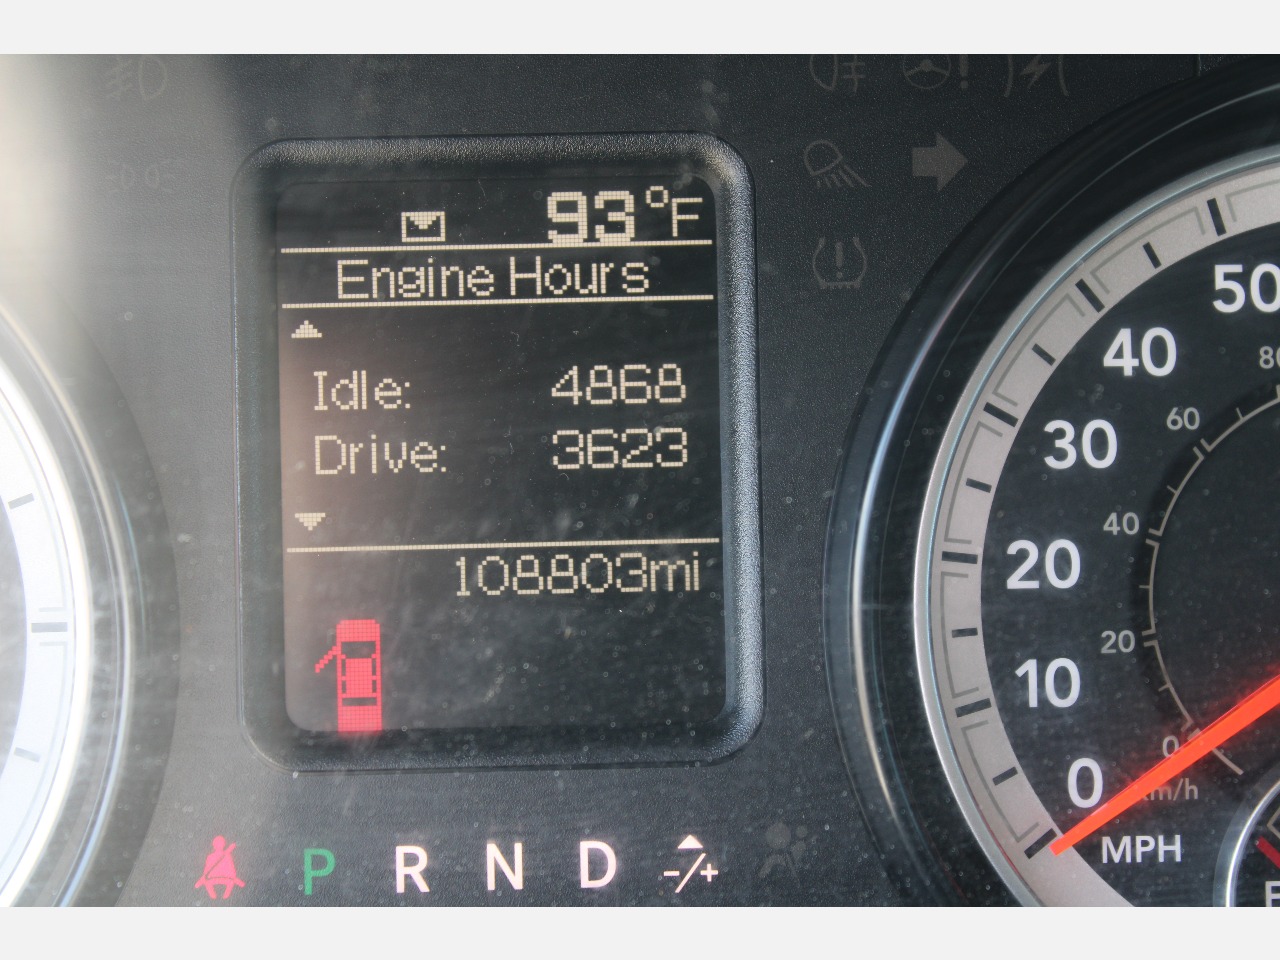 93°F
Engine Hours
Idle: 4868
Drive: 3623
108803mi
P R N D -/+
50
40
30
20
10
0
MPH
80
60
40
20
0
km/h